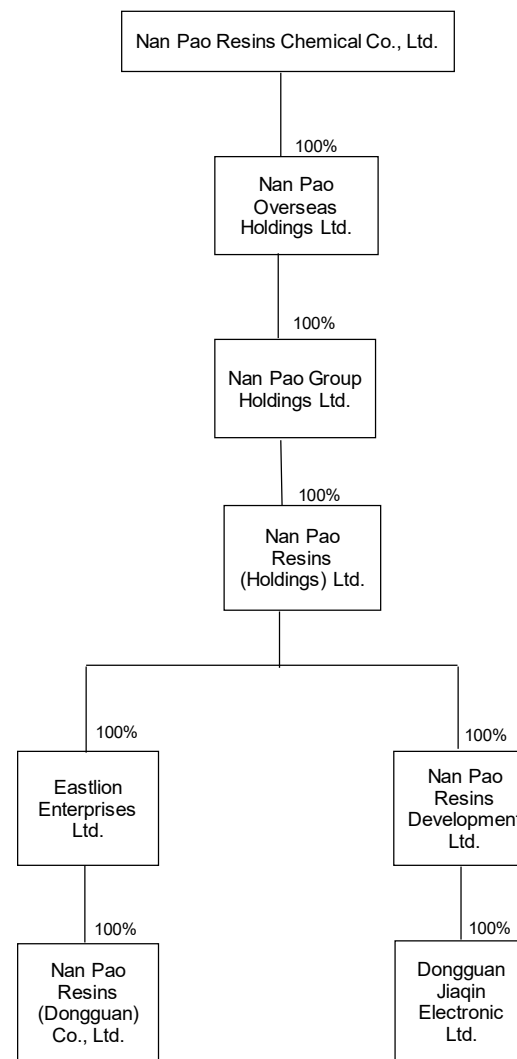 Nan Pao Resins Chemical Co., Ltd.
100%
Nan Pao
Overseas
Holdings Ltd.
100%
Nan Pao Group
Holdings Ltd.
100%
Nan Pao
Resins
(Holdings) Ltd.
100%
Eastlion
Enterprises
Ltd.
100%
Nan Pao
Resins
Development
Ltd.
100%
Nan Pao
Resins
(Dongguan)
Co., Ltd.
100%
Dongguan
Jiaqin
Electronic
Ltd.